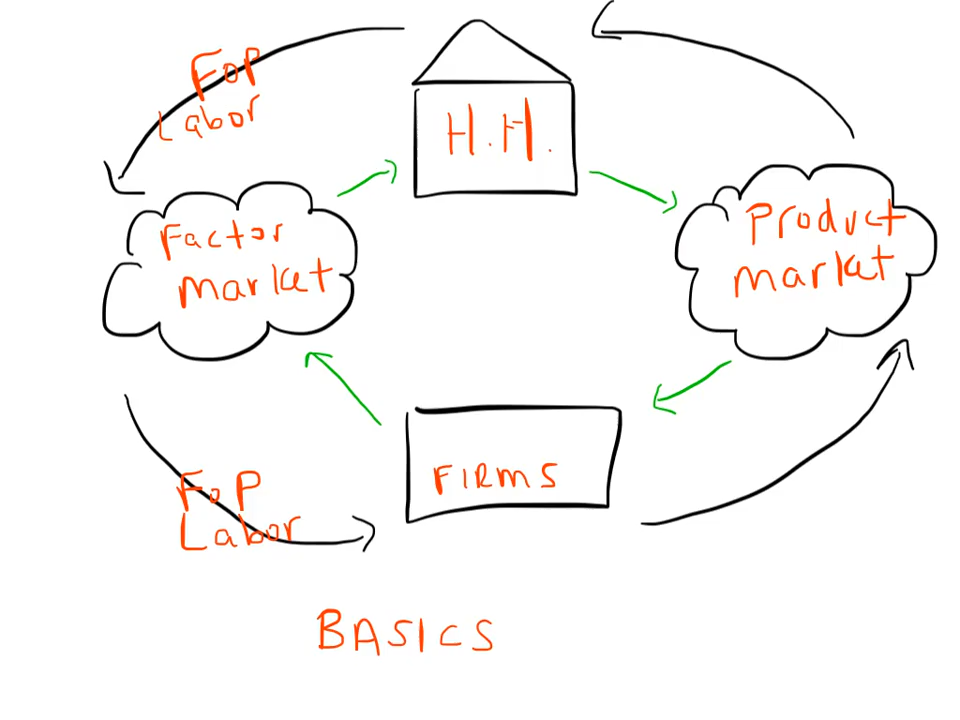 FoP
Labor
H.H.
Factor
market
Product
market
FIRMS
FoP
Labor
BASICS